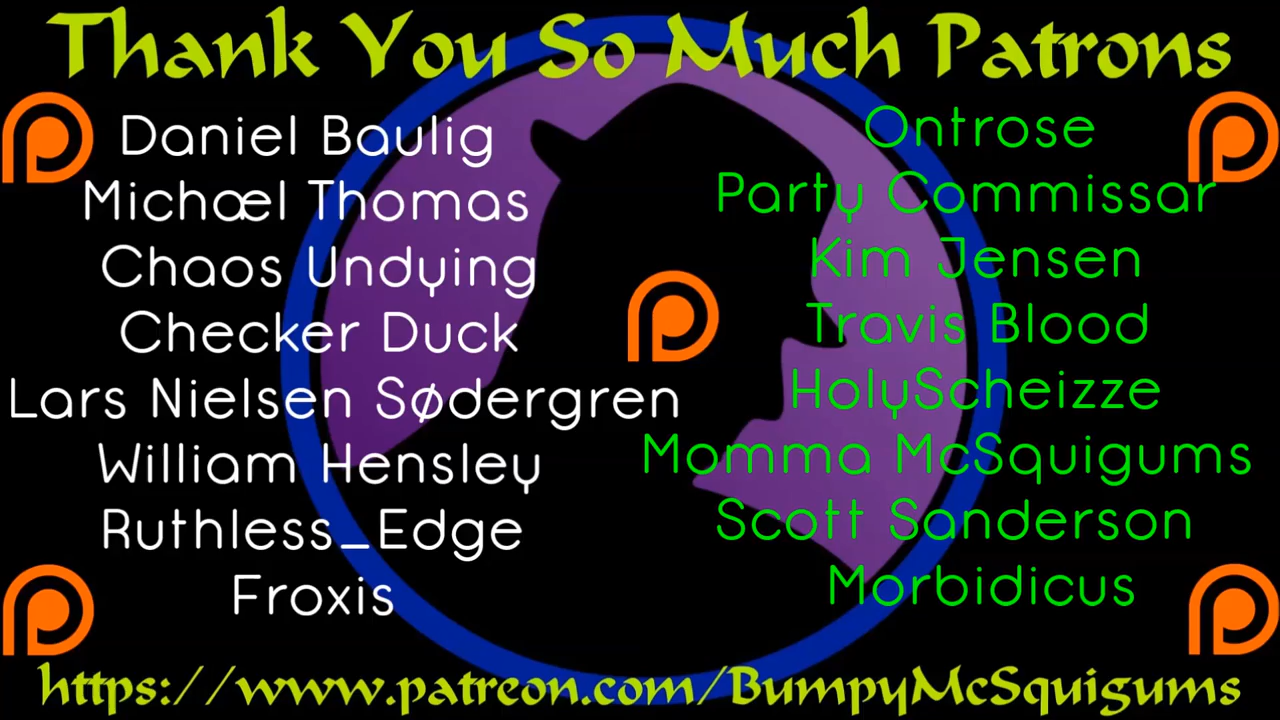 Thank You So Much Patrons
Daniel Baulig
Michael Thomas
Chaos Undying
Checker Duck
Lars Nielsen Sødergren
William Hensley
Ruthless_Edge
Froxis
Ontrose
Party Commissar
Kim Jensen
Travis Blood
HolyScheizze
Momma McSquigums
Scott Sanderson
Morbidicus
https://www.patreon.com/BumpyMcSquigums